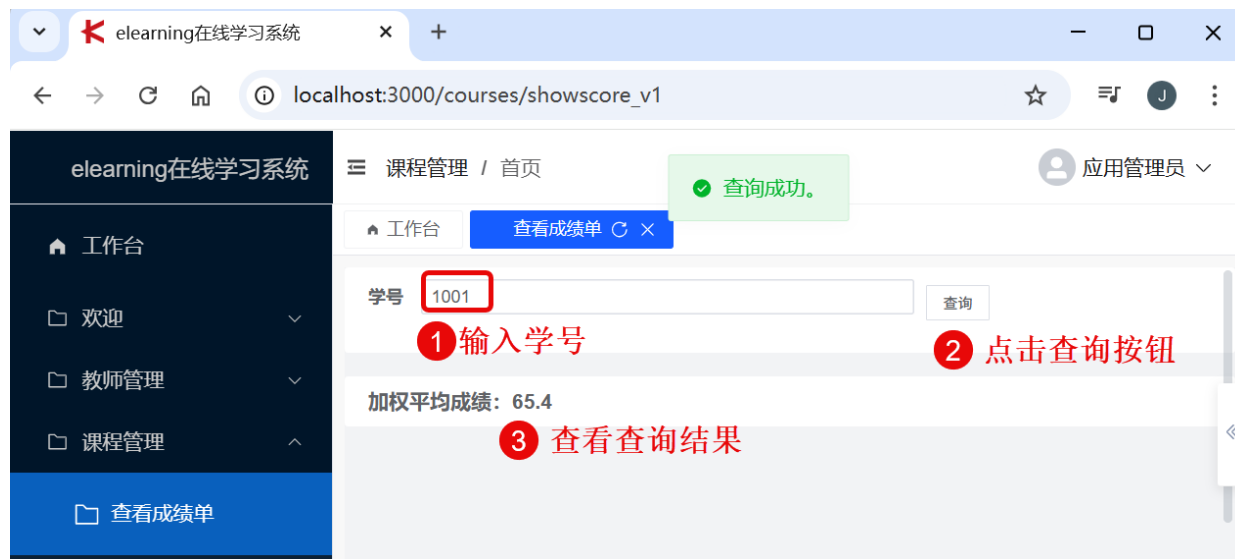 elearning在线学习系统
localhost:3000/courses/showscore_v1
J
elearning在线学习系统
课程管理 / 首页
查询成功。
应用管理员
工作台
查看成绩单
工作台
欢迎
教师管理
课程管理
查看成绩单
学号
1001
查询
1 输入学号
2 点击查询按钮
加权平均成绩：65.4
3 查看查询结果